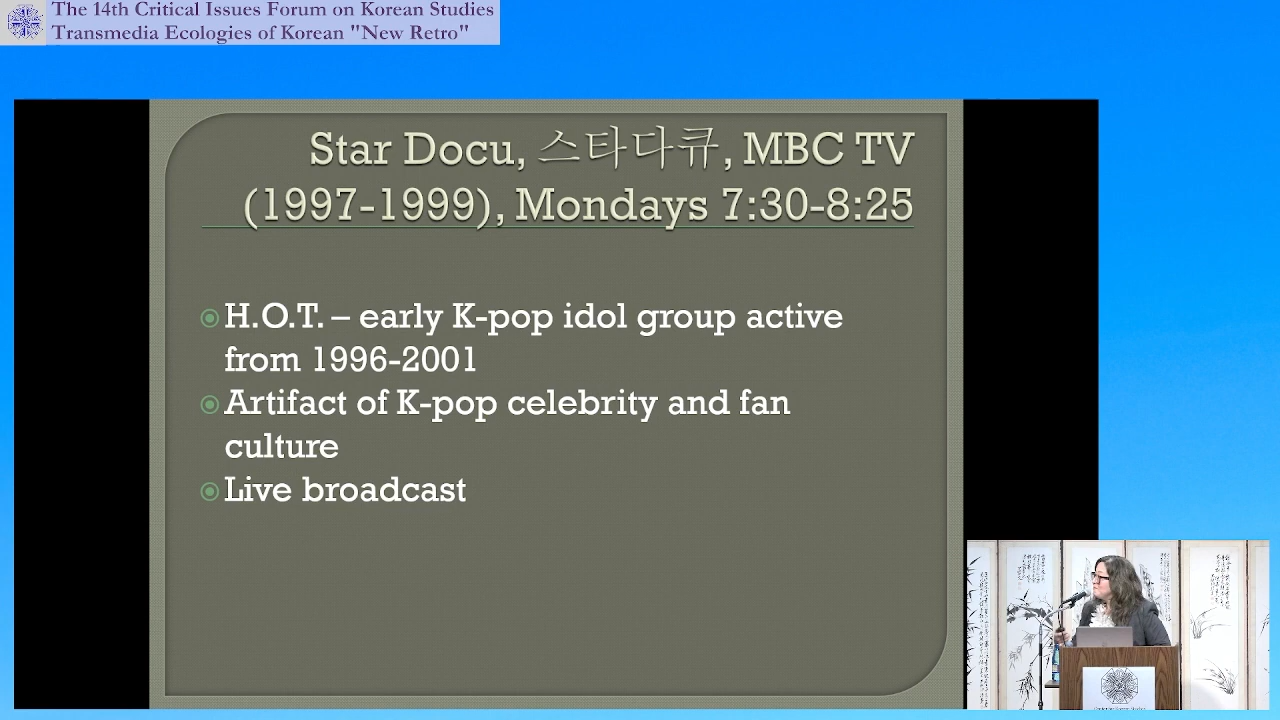 The 14th Critical Issues Forum on Korean Studies
Transmedia Ecologies of Korean "New Retro"
Star Docu, 스타다큐, MBC TV
(1997-1999), Mondays 7:30-8:25
H.O.T. – early K-pop idol group active
from 1996-2001
Artifact of K-pop celebrity and fan
culture
Live broadcast